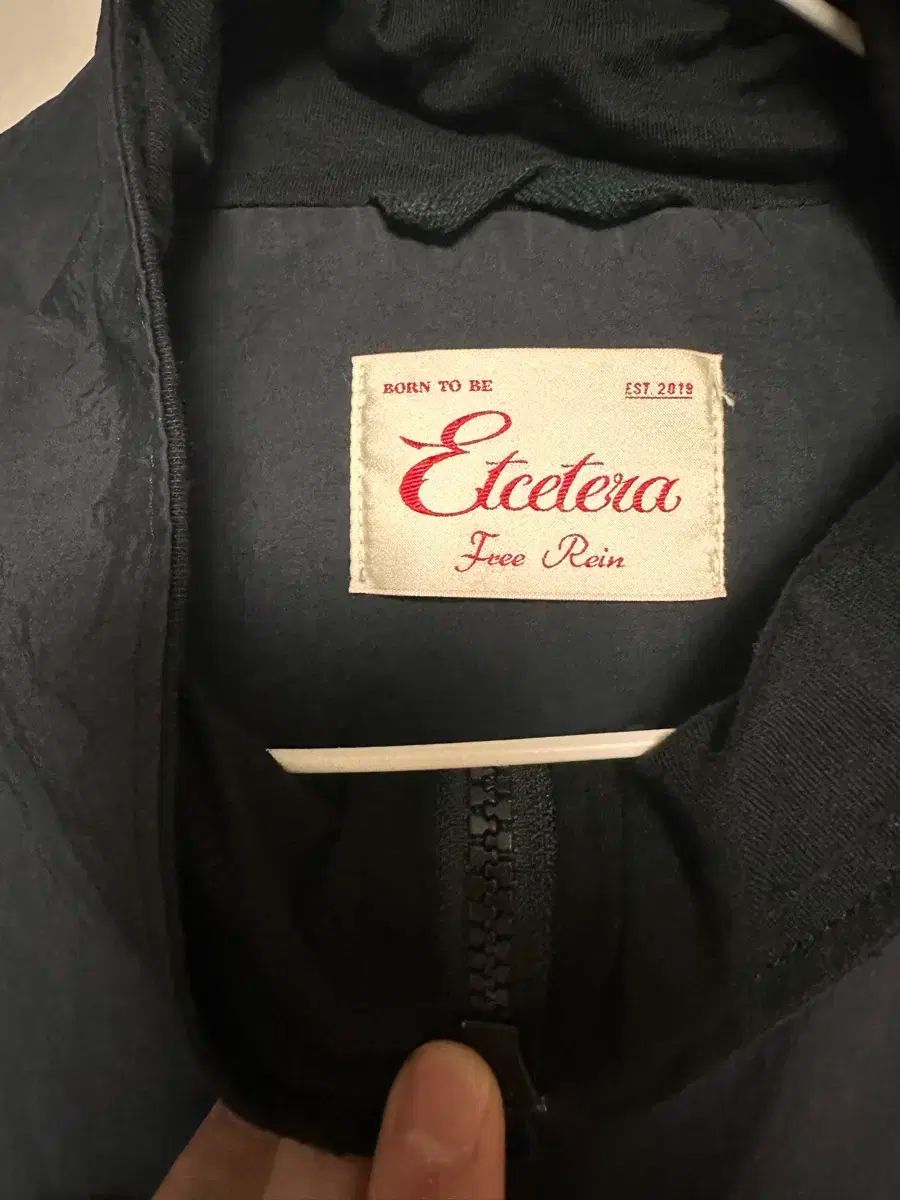 BORN TO BE EST. 2019
Etcetera
Free Rein